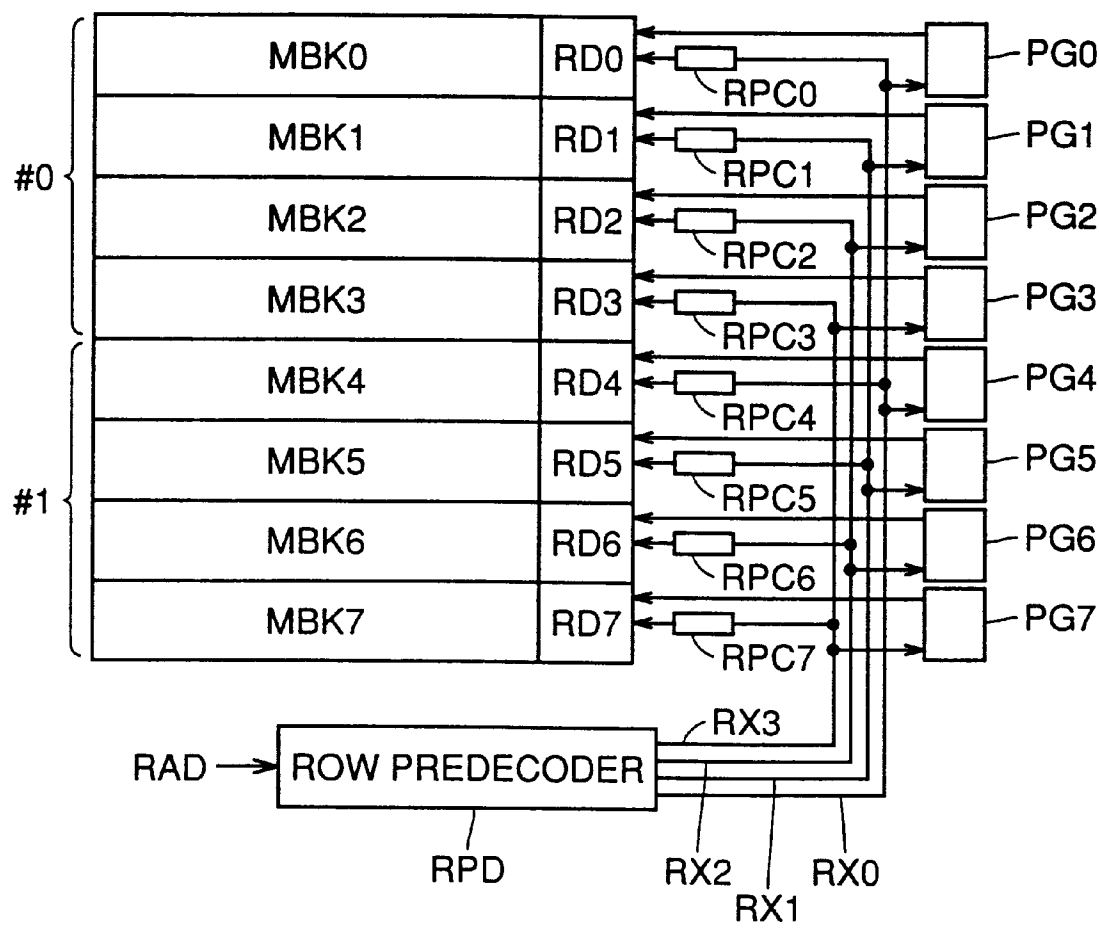 MBK0 RD0 RPC0 PG0
MBK1 RD1 RPC1 PG1
#0
MBK2 RD2 RPC2 PG2
MBK3 RD3 RPC3 PG3
MBK4 RD4 RPC4 PG4
MBK5 RD5 RPC5 PG5
#1
MBK6 RD6 RPC6 PG6
MBK7 RD7 RPC7 PG7
RX3
RAD ROW PREDECODER
RPD RX2 RX1 RX0